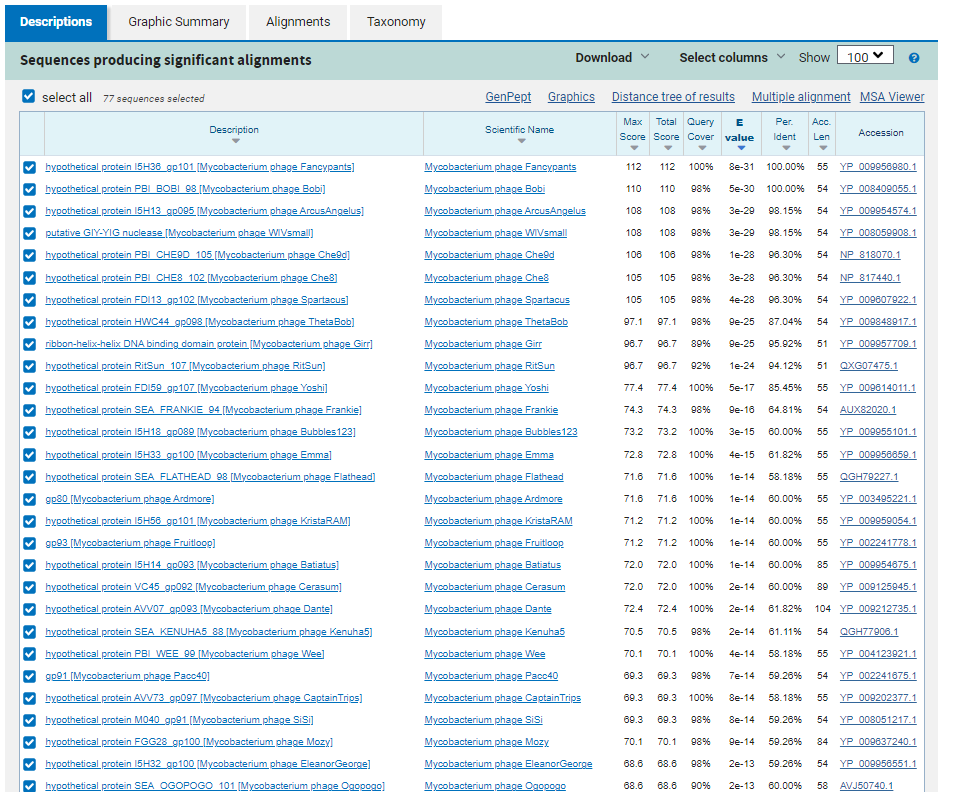 Descriptions Graphic Summary Alignments Taxonomy
Sequences producing significant alignments Download Select columns Show 100
select all 77 sequences selected GenPept Graphics Distance tree of results Multiple alignment MSA Viewer
Description Scientific Name Max Score Total Score Query Cover E value Per. Ident Acc. Len Accession
hypothetical protein I5H36_gp101 [Mycobacterium phage Fancypants] Mycobacterium phage Fancypants 112 112 100% 8e-31 100.00% 55 YP_009956980.1
hypothetical protein PBI_BOBI_98 [Mycobacterium phage Bobi] Mycobacterium phage Bobi 110 110 98% 5e-30 100.00% 54 YP_008409055.1
hypothetical protein I5H13_gp095 [Mycobacterium phage ArcusAngelus] Mycobacterium phage ArcusAngelus 108 108 98% 3e-29 98.15% 54 YP_009954574.1
putative GIY-YIG nuclease [Mycobacterium phage WIVsmall] Mycobacterium phage WIVsmall 108 108 98% 3e-29 98.15% 54 YP_008059908.1
hypothetical protein PBI_CHE9D_105 [Mycobacterium phage Che9d] Mycobacterium phage Che9d 106 106 98% 1e-28 96.30% 54 NP_818070.1
hypothetical protein PBI_CHE8_102 [Mycobacterium phage Che8] Mycobacterium phage Che8 105 105 98% 3e-28 96.30% 54 NP_817440.1
hypothetical protein FDI13_gp102 [Mycobacterium phage Spartacus] Mycobacterium phage Spartacus 105 105 98% 4e-28 96.30% 54 YP_009607922.1
hypothetical protein HWC44_gp098 [Mycobacterium phage ThetaBob] Mycobacterium phage ThetaBob 97.1 97.1 98% 9e-25 87.04% 54 YP_009848917.1
ribbon-helix-helix DNA binding domain protein [Mycobacterium phage Girr] Mycobacterium phage Girr 96.7 96.7 89% 9e-25 95.92% 51 YP_009957709.1
hypothetical protein RitSun_107 [Mycobacterium phage RitSun] Mycobacterium phage RitSun 96.7 96.7 92% 1e-24 94.12% 51 QXG07475.1
hypothetical protein FDI59_gp107 [Mycobacterium phage Yoshi] Mycobacterium phage Yoshi 77.4 77.4 100% 5e-17 85.45% 55 YP_009614011.1
hypothetical protein SEA_FRANKIE_94 [Mycobacterium phage Frankie] Mycobacterium phage Frankie 74.3 74.3 98% 9e-16 64.81% 54 AUX82020.1
hypothetical protein I5H18_gp089 [Mycobacterium phage Bubbles123] Mycobacterium phage Bubbles123 73.2 73.2 100% 3e-15 60.00% 55 YP_009955101.1
hypothetical protein I5H33_gp100 [Mycobacterium phage Emma] Mycobacterium phage Emma 72.8 72.8 100% 4e-15 61.82% 55 YP_009956659.1
hypothetical protein SEA_FLATHEAD_98 [Mycobacterium phage Flathead] Mycobacterium phage Flathead 71.6 71.6 100% 1e-14 58.18% 55 QGH79227.1
gp80 [Mycobacterium phage Ardmore] Mycobacterium phage Ardmore 71.6 71.6 100% 1e-14 60.00% 55 YP_003495221.1
hypothetical protein I5H56_gp101 [Mycobacterium phage KristaRAM] Mycobacterium phage KristaRAM 71.2 71.2 100% 1e-14 60.00% 55 YP_009959054.1
gp93 [Mycobacterium phage Fruitloop] Mycobacterium phage Fruitloop 71.2 71.2 100% 1e-14 60.00% 55 YP_002241778.1
hypothetical protein I5H14_gp093 [Mycobacterium phage Batiatus] Mycobacterium phage Batiatus 72.0 72.0 100% 1e-14 60.00% 85 YP_009954675.1
hypothetical protein VC45_gp092 [Mycobacterium phage Cerasum] Mycobacterium phage Cerasum 72.0 72.0 100% 2e-14 60.00% 89 YP_009125945.1
hypothetical protein AVV07_gp093 [Mycobacterium phage Dante] Mycobacterium phage Dante 72.4 72.4 100% 2e-14 61.82% 104 YP_009212735.1
hypothetical protein SEA_KENUHA5_88 [Mycobacterium phage Kenuha5] Mycobacterium phage Kenuha5 70.5 70.5 98% 2e-14 61.11% 54 QGH77906.1
hypothetical protein PBI_WEE_99 [Mycobacterium phage Wee] Mycobacterium phage Wee 70.1 70.1 100% 4e-14 58.18% 55 YP_004123921.1
gp91 [Mycobacterium phage Pacc40] Mycobacterium phage Pacc40 69.3 69.3 98% 7e-14 59.26% 54 YP_002241675.1
hypothetical protein AVV73_gp097 [Mycobacterium phage CaptainTrips] Mycobacterium phage CaptainTrips 69.3 69.3 100% 8e-14 58.18% 55 YP_009202377.1
hypothetical protein M040_gp91 [Mycobacterium phage SiSi] Mycobacterium phage SiSi 69.3 69.3 98% 8e-14 59.26% 54 YP_008051217.1
hypothetical protein FGG28_gp100 [Mycobacterium phage Mozy] Mycobacterium phage Mozy 70.1 70.1 98% 9e-14 59.26% 84 YP_009637240.1
hypothetical protein I5H32_gp100 [Mycobacterium phage EleanorGeorge] Mycobacterium phage EleanorGeorge 68.6 68.6 98% 2e-13 59.26% 54 YP_009956551.1
hypothetical protein SEA_OGOPOGO_101 [Mycobacterium phage Ogopogo] Mycobacterium phage Ogopogo 68.6 68.6 90% 2e-13 60.00% 58 AVJ50740.1